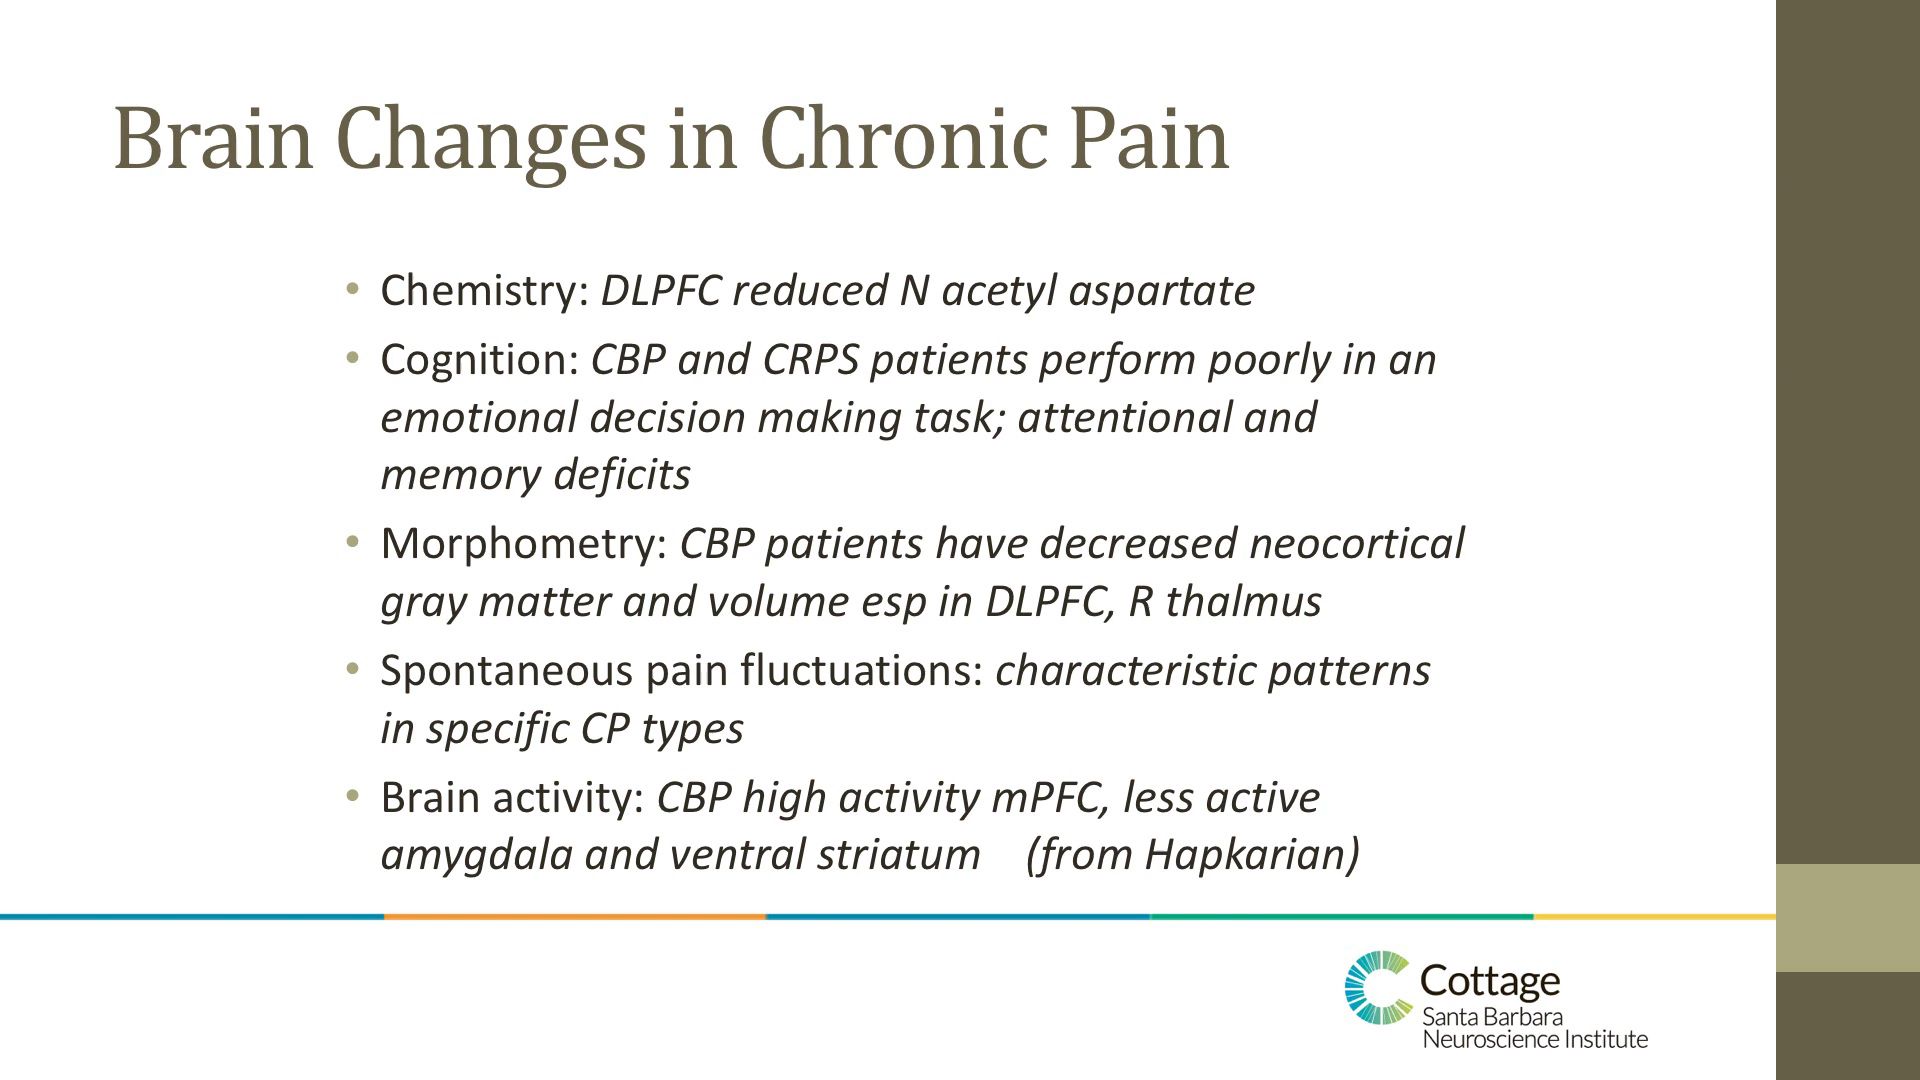 Brain Changes in Chronic Pain
• Chemistry: DLPFC reduced N acetyl aspartate
• Cognition: CBP and CRPS patients perform poorly in an
emotional decision making task; attentional and
memory deficits
• Morphometry: CBP patients have decreased neocortical
gray matter and volume esp in DLPFC, R thalmus
• Spontaneous pain fluctuations: characteristic patterns
in specific CP types
• Brain activity: CBP high activity mPFC, less active
amygdala and ventral striatum (from Hapkarian)
Cottage
Santa Barbara
Neuroscience Institute